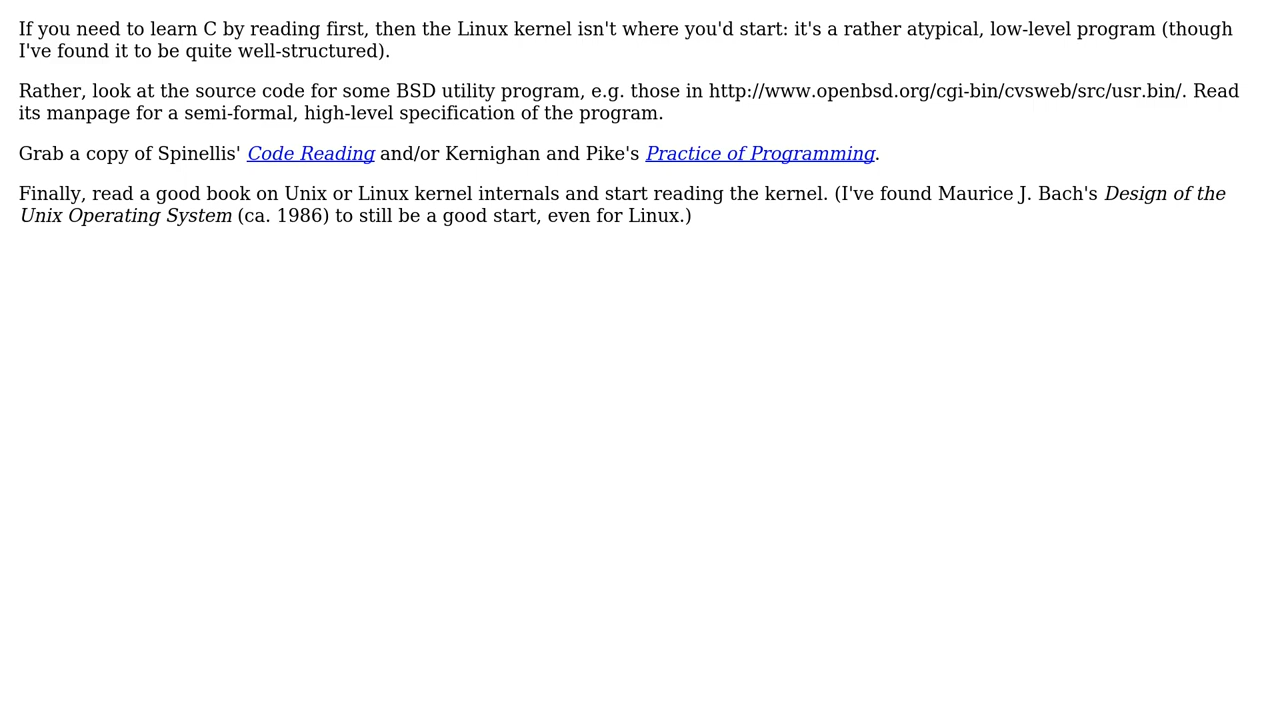 If you need to learn C by reading first, then the Linux kernel isn't where you'd start: it's a rather atypical, low-level program (though
I've found it to be quite well-structured).
Rather, look at the source code for some BSD utility program, e.g. those in http://www.openbsd.org/cgi-bin/cvsweb/src/usr.bin/. Read
its manpage for a semi-formal, high-level specification of the program.
Grab a copy of Spinellis' Code Reading and/or Kernighan and Pike's Practice of Programming.
Finally, read a good book on Unix or Linux kernel internals and start reading the kernel. (I've found Maurice J. Bach's Design of the
Unix Operating System (ca. 1986) to still be a good start, even for Linux.)